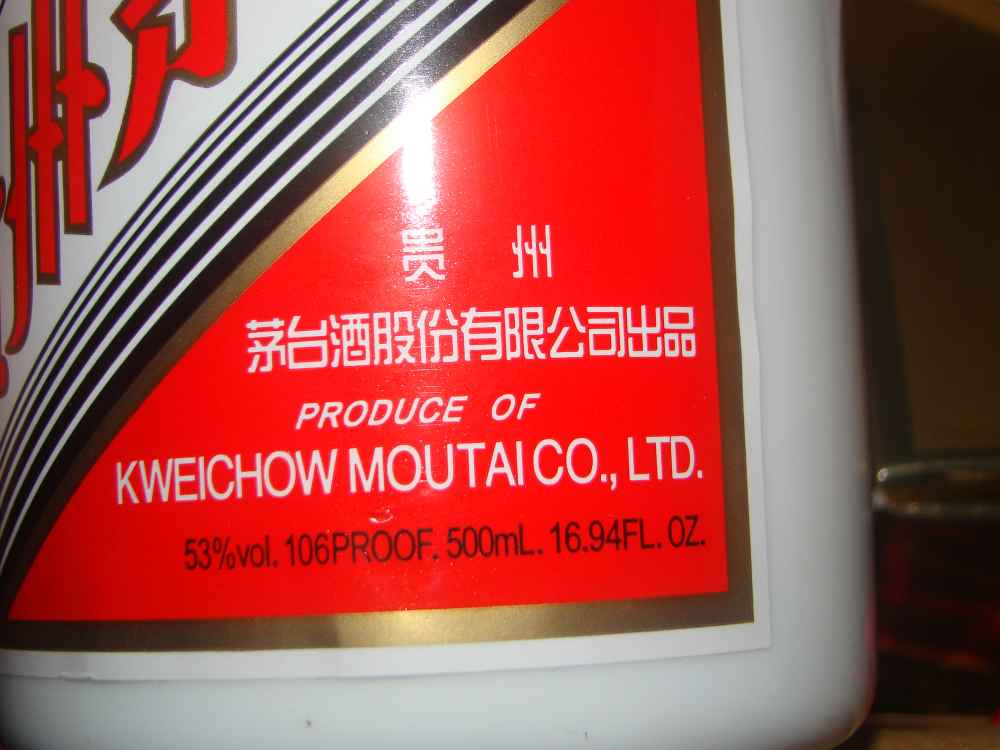 贵 州
茅台酒股份有限公司出品
PRODUCE OF
KWEICHOW MOUTAI CO., LTD.
53%vol. 106PROOF. 500mL. 16.94FL. OZ.